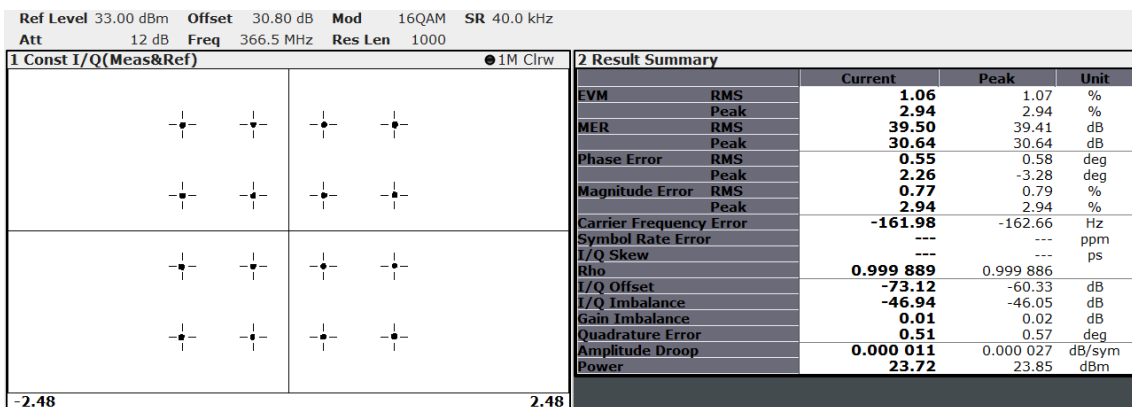 Ref Level 33.00 dBm Offset 30.80 dB Mod 16QAM SR 40.0 kHz
Att 12 dB Freq 366.5 MHz Res Len 1000
1 Const I/Q(Meas&Ref) 1M Clrw
-2.48 2.48
2 Result Summary
Current Peak Unit
EVM RMS 1.06 1.07 %
Peak 2.94 2.94 %
MER RMS 39.50 39.41 dB
Peak 30.64 30.64 dB
Phase Error RMS 0.55 0.58 deg
Peak 2.26 -3.28 deg
Magnitude Error RMS 0.77 0.79 %
Peak 2.94 2.94 %
Carrier Frequency Error -161.98 -162.66 Hz
Symbol Rate Error --- --- ppm
I/Q Skew --- --- ps
Rho 0.999 889 0.999 886
I/Q Offset -73.12 -60.33 dB
I/Q Imbalance -46.94 -46.05 dB
Gain Imbalance 0.01 0.02 dB
Quadrature Error 0.51 0.57 deg
Amplitude Droop 0.000 011 0.000 027 dB/sym
Power 23.72 23.85 dBm